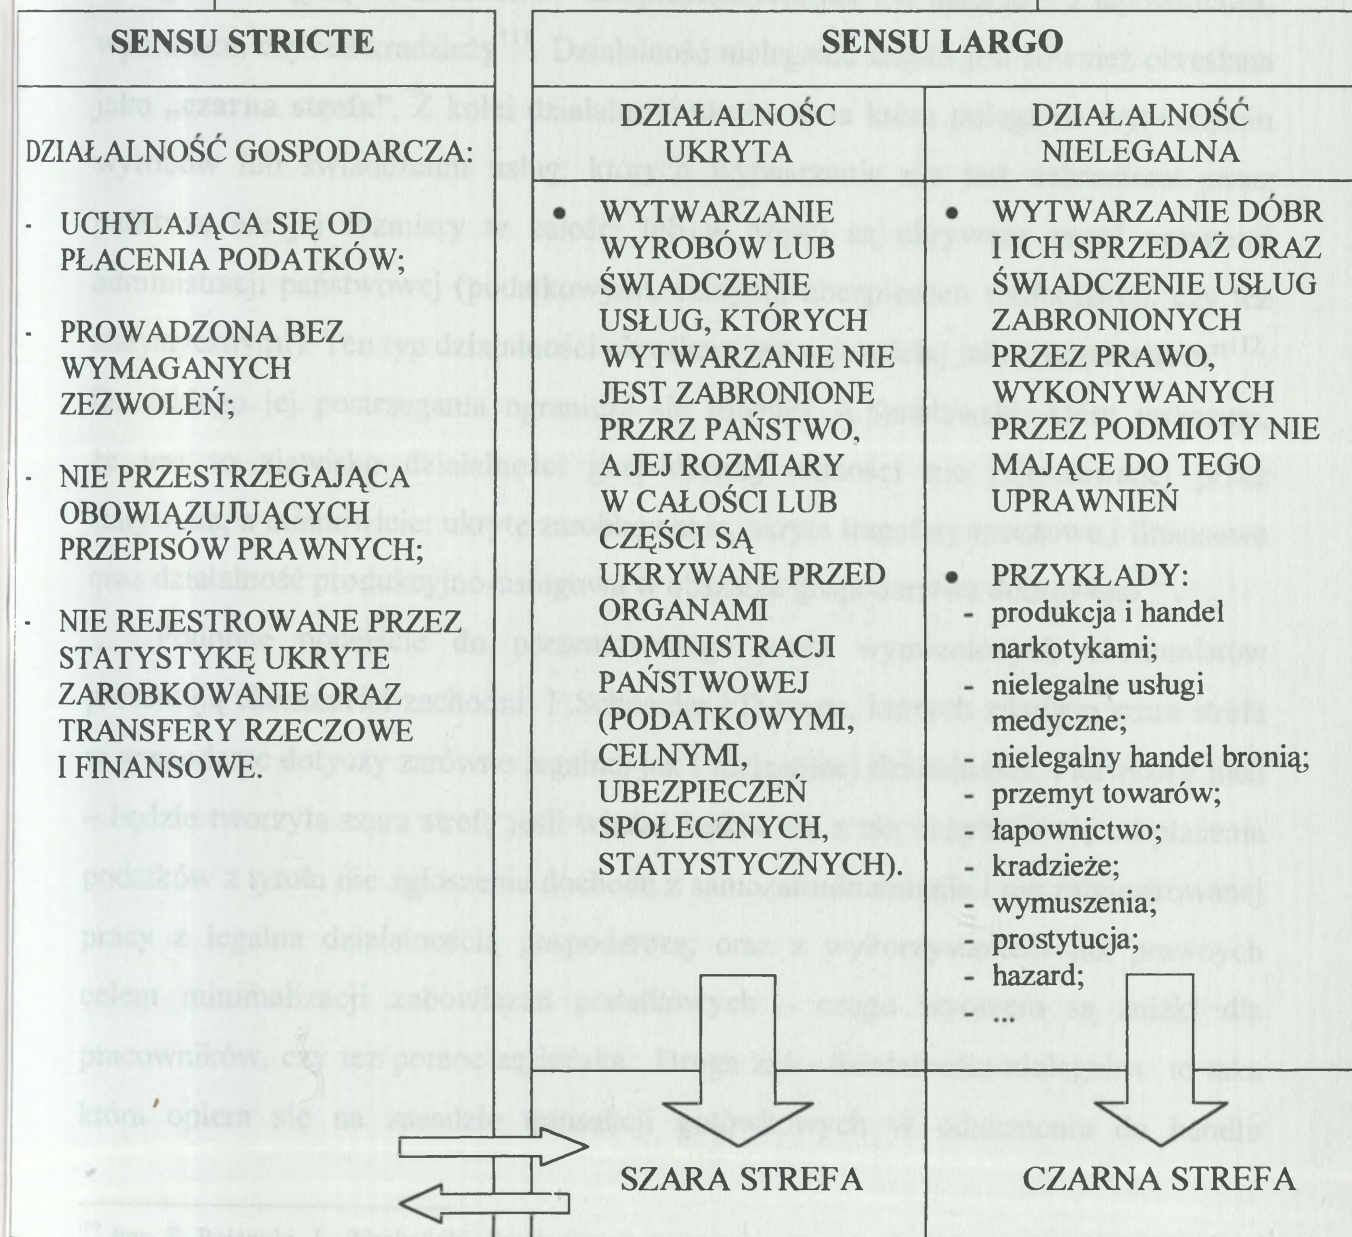 SENSU STRICTE
DZIAŁALNOŚĆ GOSPODARCZA:
- UCHYLAJĄCA SIĘ OD
PŁACENIA PODATKÓW;
- PROWADZONA BEZ
WYMAGANYCH
ZEZWOLEŃ;
- NIE PRZESTRZEGAJĄCA
OBOWIĄZUJUĄCYCH
PRZEPISÓW PRAWNYCH;
- NIE REJESTROWANE PRZEZ
STATYSTYKĘ UKRYTE
ZAROBKOWANIE ORAZ
TRANSFERY RZECZOWE
I FINANSOWE.
SENSU LARGO
DZIAŁALNOŚC
UKRYTA
• WYTWARZANIE
WYROBÓW LUB
ŚWIADCZENIE
USŁUG, KTÓRYCH
WYTWARZANIE NIE
JEST ZABRONIONE
PRZRZ PAŃSTWO,
A JEJ ROZMIARY
W CAŁOŚCI LUB
CZĘŚCI SĄ
UKRYWANE PRZED
ORGANAMI
ADMINISTRACJI
PAŃSTWOWEJ
(PODATKOWYMI,
CELNYMI,
UBEZPIECZEŃ
SPOŁECZNYCH,
STATYSTYCZNYCH).
SZARA STREFA
DZIAŁALNOŚĆ
NIELEGALNA
• WYTWARZANIE DÓBR
I ICH SPRZEDAŻ ORAZ
ŚWIADCZENIE USŁUG
ZABRONIONYCH
PRZEZ PRAWO,
WYKONYWANYCH
PRZEZ PODMIOTY NIE
MAJĄCE DO TEGO
UPRAWNIEŃ
• PRZYKŁADY:
- produkcja i handel
narkotykami;
- nielegalne usługi
medyczne;
- nielegalny handel bronią;
- przemyt towarów;
- łapownictwo;
- kradzieże;
- wymuszenia;
- prostytucja;
- hazard;
- ...
CZARNA STREFA